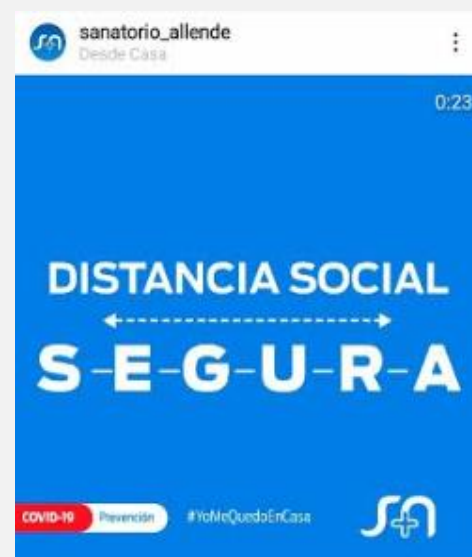 sanatorio_allende
Desde Casa
0:23
DISTANCIA SOCIAL
S-E-G-U-R-A
COVID-19 Prevención #YoMeQuedoEnCasa